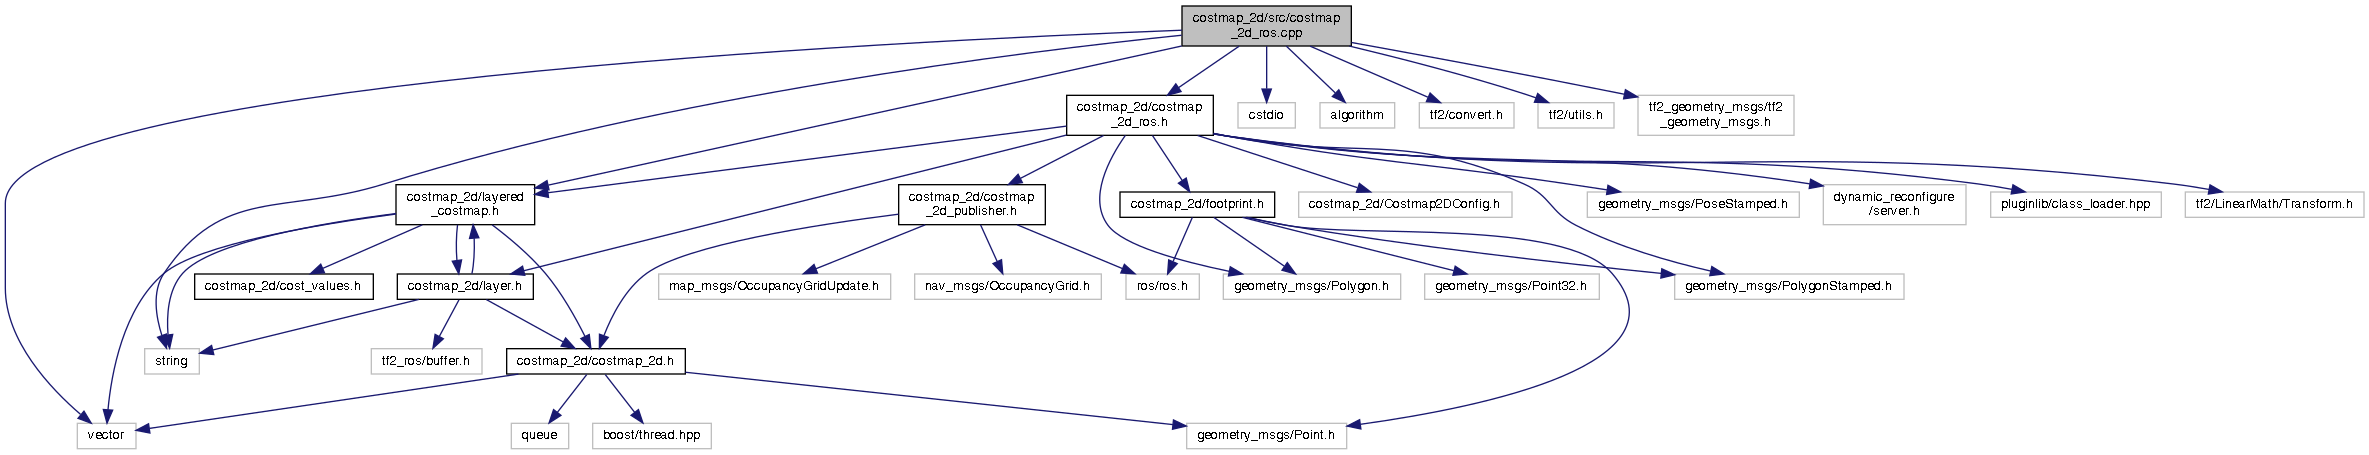 costmap_2d/src/costmap
_2d_ros.cpp
costmap_2d/costmap
_2d_ros.h
cstdio
algorithm
tf2/convert.h
tf2/utils.h
tf2_geometry_msgs/tf2
_geometry_msgs.h
costmap_2d/layered
_costmap.h
costmap_2d/costmap
_2d_publisher.h
costmap_2d/footprint.h
costmap_2d/Costmap2DConfig.h
geometry_msgs/PoseStamped.h
dynamic_reconfigure
/server.h
pluginlib/class_loader.hpp
tf2/LinearMath/Transform.h
costmap_2d/cost_values.h
costmap_2d/layer.h
map_msgs/OccupancyGridUpdate.h
nav_msgs/OccupancyGrid.h
ros/ros.h
geometry_msgs/Polygon.h
geometry_msgs/Point32.h
geometry_msgs/PolygonStamped.h
string
tf2_ros/buffer.h
costmap_2d/costmap_2d.h
vector
queue
boost/thread.hpp
geometry_msgs/Point.h